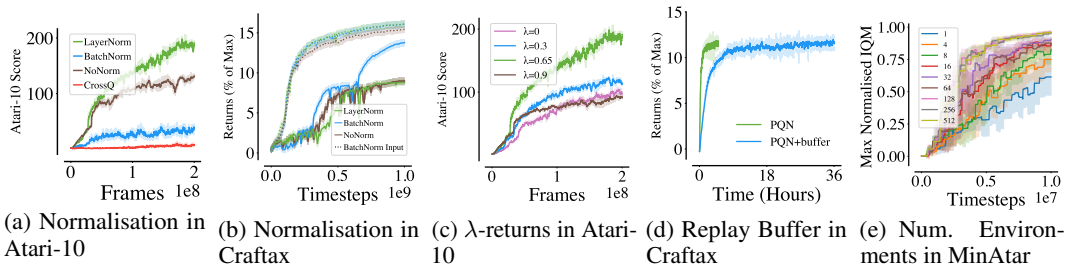 Atari-10 Score
200
100
LayerNorm
BatchNorm
NoNorm
CrossQ
0 1 2
Frames 1e8
(a) Normalisation in
Atari-10
Returns (% of Max)
15
10
5
0
LayerNorm
BatchNorm
NoNorm
BatchNorm Input
0.0 0.5 1.0
Timesteps 1e9
(b) Normalisation in
Craftax
Atari-10 Score
200
100
λ=0
λ=0.3
λ=0.65
λ=0.9
0 1 2
Frames 1e8
(c) λ-returns in Atari-
10
Returns (% of Max)
15
10
5
0
PQN
PQN+buffer
0 18 36
Time (Hours)
(d) Replay Buffer in
Craftax
Max Normalised IQM
1.00
0.75
0.50
0.25
0.00
1
4
8
16
32
64
128
256
512
0.0 0.5 1.0
Timesteps 1e7
(e) Num. Environ-
ments in MinAtar